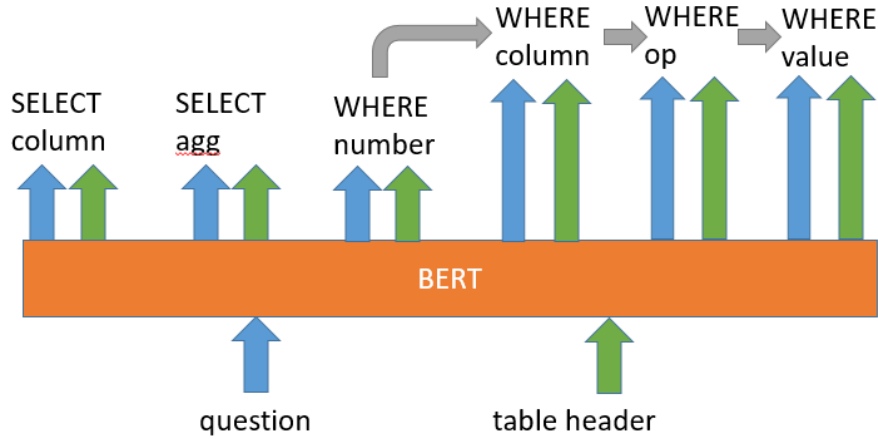 SELECT
column
SELECT
agg
WHERE
number
WHERE
column
WHERE
op
WHERE
value
BERT
question
table header